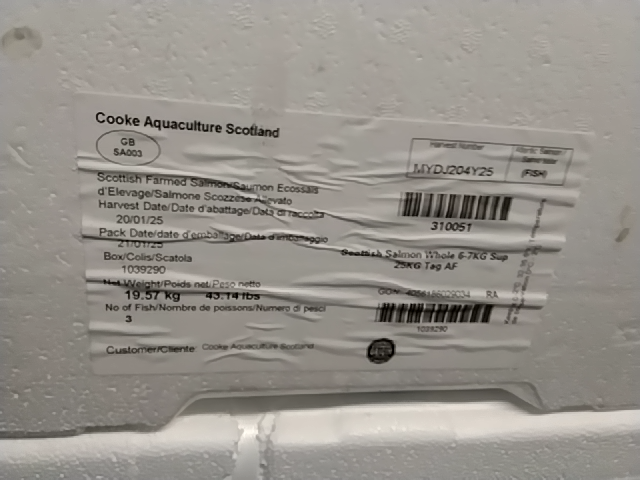 Cooke Aquaculture Scotland
GB
5A003
Scottish Farmed Salmon/Saumon Ecossais
d'Elevage/Salmone Scozzese Allevato
Harvest Date/Date d'abattage/Data di raccolta
20/01/25
Pack Date/date d'emballage/Data d'imballaggio
21/01/25
Box/Colis/Scatola
1039290
Net Weight/Poids net/Peso netto
19.57 kg 43.14 lbs
No of Fish/Nombre de poissons/Numero di pesci
3
Customer/Cliente: Cooke Aquaculture Scotland
Harvest Number
MYDJ204Y25
Atlantic Salmon
(FISH)
310051
Scottish Salmon Whole 6-7KG Sup
25KG Tag AF
RA